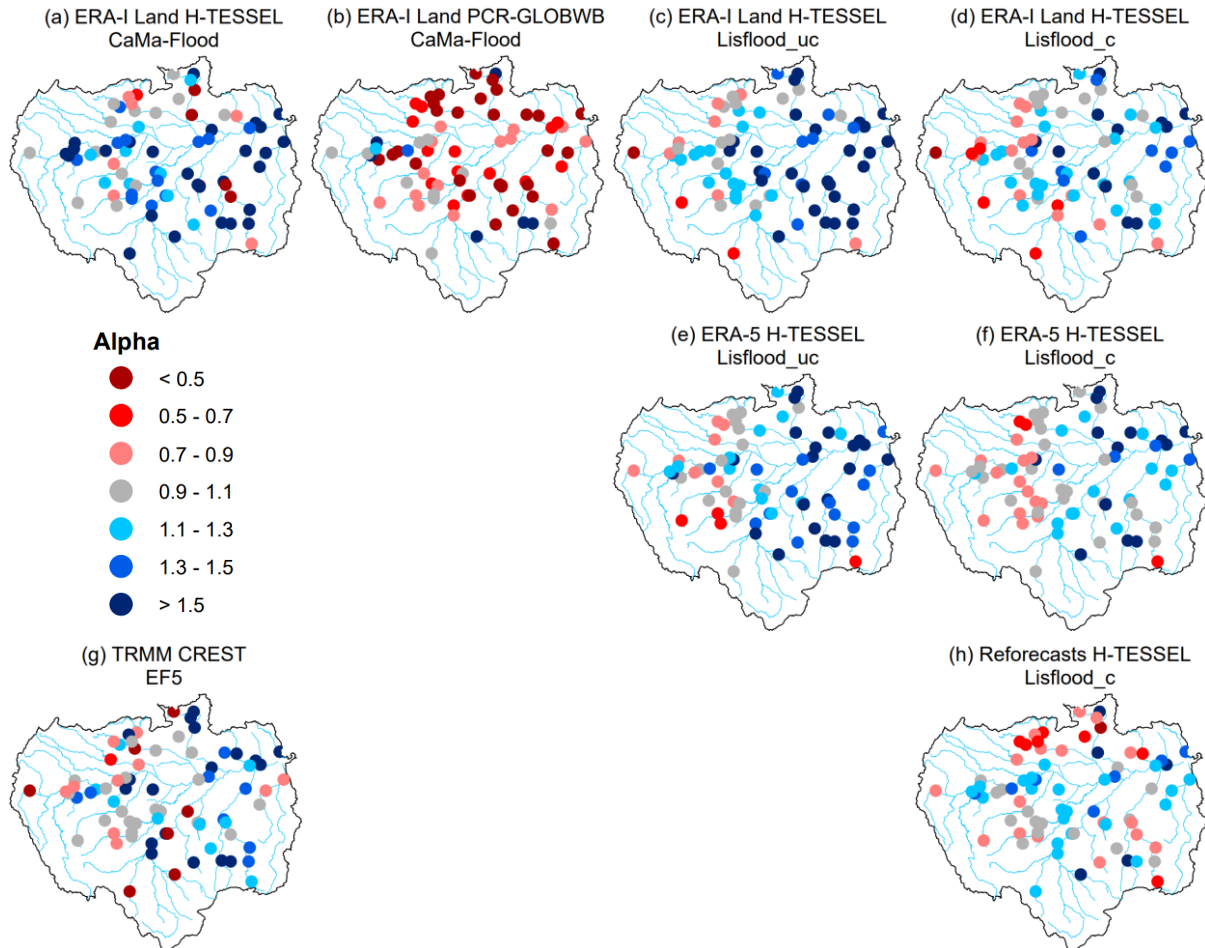 (a) ERA-I Land H-TESSEL
CaMa-Flood
(b) ERA-I Land PCR-GLOBWB
CaMa-Flood
(c) ERA-I Land H-TESSEL
Lisflood_uc
(d) ERA-I Land H-TESSEL
Lisflood_c
Alpha
< 0.5
0.5 - 0.7
0.7 - 0.9
0.9 - 1.1
1.1 - 1.3
1.3 - 1.5
> 1.5
(e) ERA-5 H-TESSEL
Lisflood_uc
(f) ERA-5 H-TESSEL
Lisflood_c
(g) TRMM CREST
EF5
(h) Reforecasts H-TESSEL
Lisflood_c